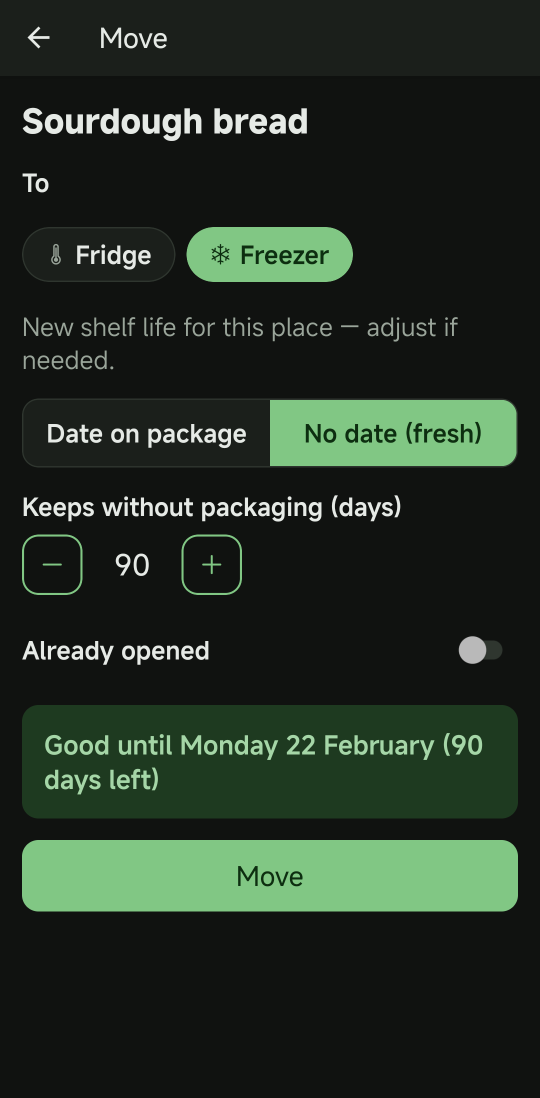 Move
Sourdough bread
To
Fridge
Freezer
New shelf life for this place — adjust if
needed.
Date on package
No date (fresh)
Keeps without packaging (days)
− 90 +
Already opened
Good until Monday 22 February (90
days left)
Move